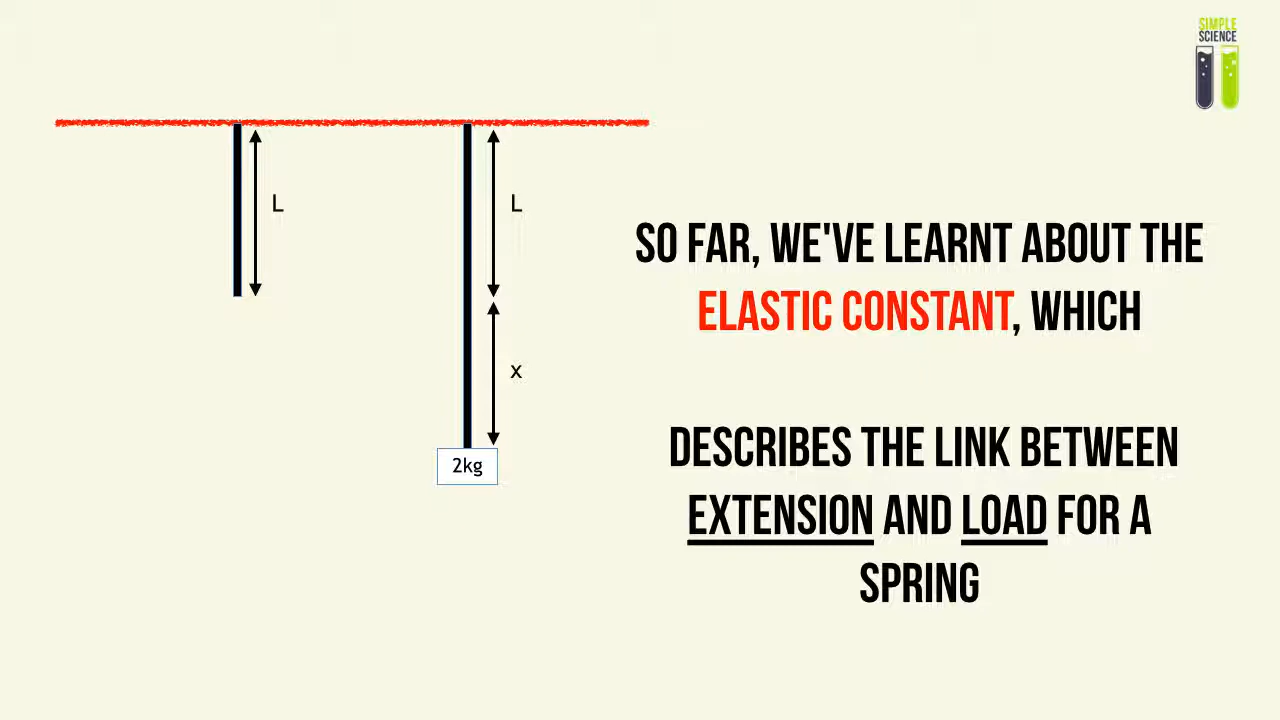 SIMPLE
SCIENCE
L
L
x
2kg
SO FAR, WE'VE LEARNT ABOUT THE
ELASTIC CONSTANT, WHICH
DESCRIBES THE LINK BETWEEN
EXTENSION AND LOAD FOR A
SPRING